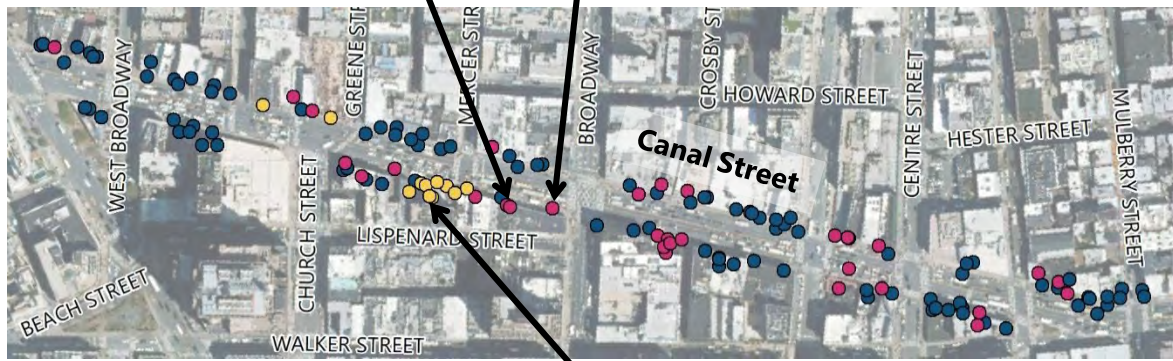 WEST BROADWAY
GREENE STR
MERCER STR
BROADWAY
CROSBY ST
HOWARD STREET
CENTRE STREET
HESTER STREET
MULBERRY STREET
Canal Street
CHURCH STREET
LISPENARD STREET
BEACH STREET
WALKER STREET